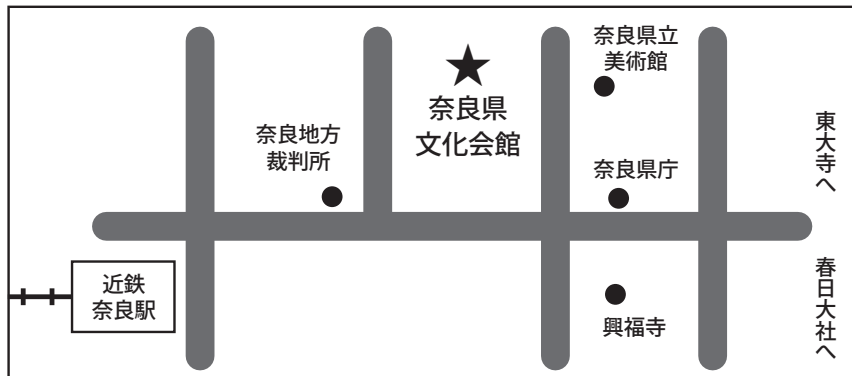 奈良県立
美術館
奈良県
文化会館
奈良地方
裁判所
奈良県庁
東大寺へ
近鉄
奈良駅
興福寺
春日大社へ